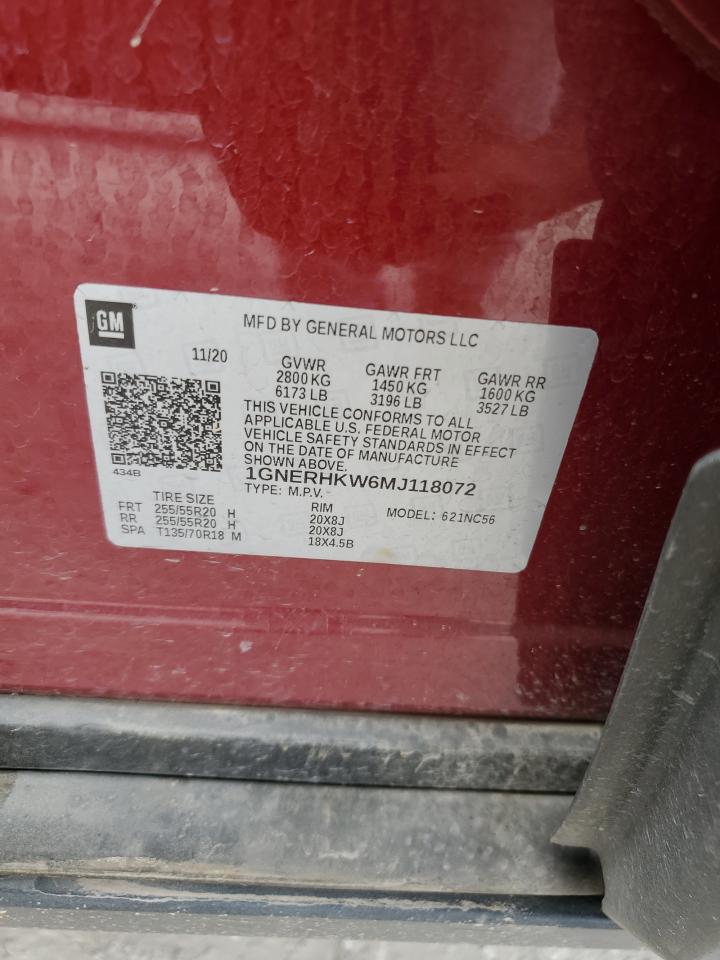 GM
MFD BY GENERAL MOTORS LLC
11/20
GVWR
2800 KG
6173 LB
GAWR FRT
1450 KG
3196 LB
GAWR RR
1600 KG
3527 LB
THIS VEHICLE CONFORMS TO ALL
APPLICABLE U.S. FEDERAL MOTOR
VEHICLE SAFETY STANDARDS IN EFFECT
ON THE DATE OF MANUFACTURE
SHOWN ABOVE.
434B
1GNERHKW6MJ118072
TYPE: M.P.V.
MODEL: 621NC56
TIRE SIZE RIM
FRT 255/55R20 H 20X8J
RR 255/55R20 H 20X8J
SPA T135/70R18 M 18X4.5B